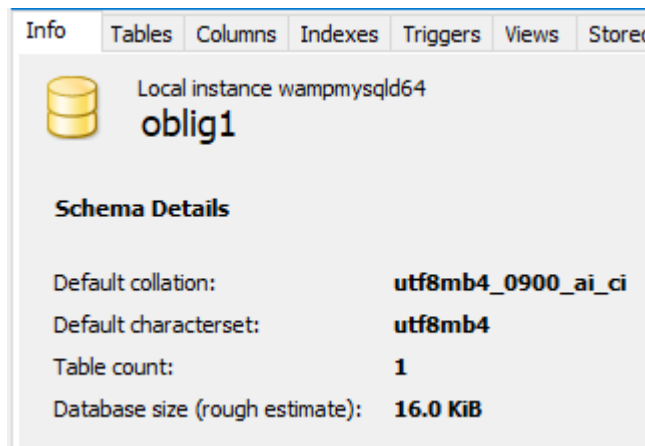 Info Tables Columns Indexes Triggers Views Stored
Local instance wampmysqld64
oblig1
Schema Details
Default collation: utf8mb4_0900_ai_ci
Default characterset: utf8mb4
Table count: 1
Database size (rough estimate): 16.0 KiB